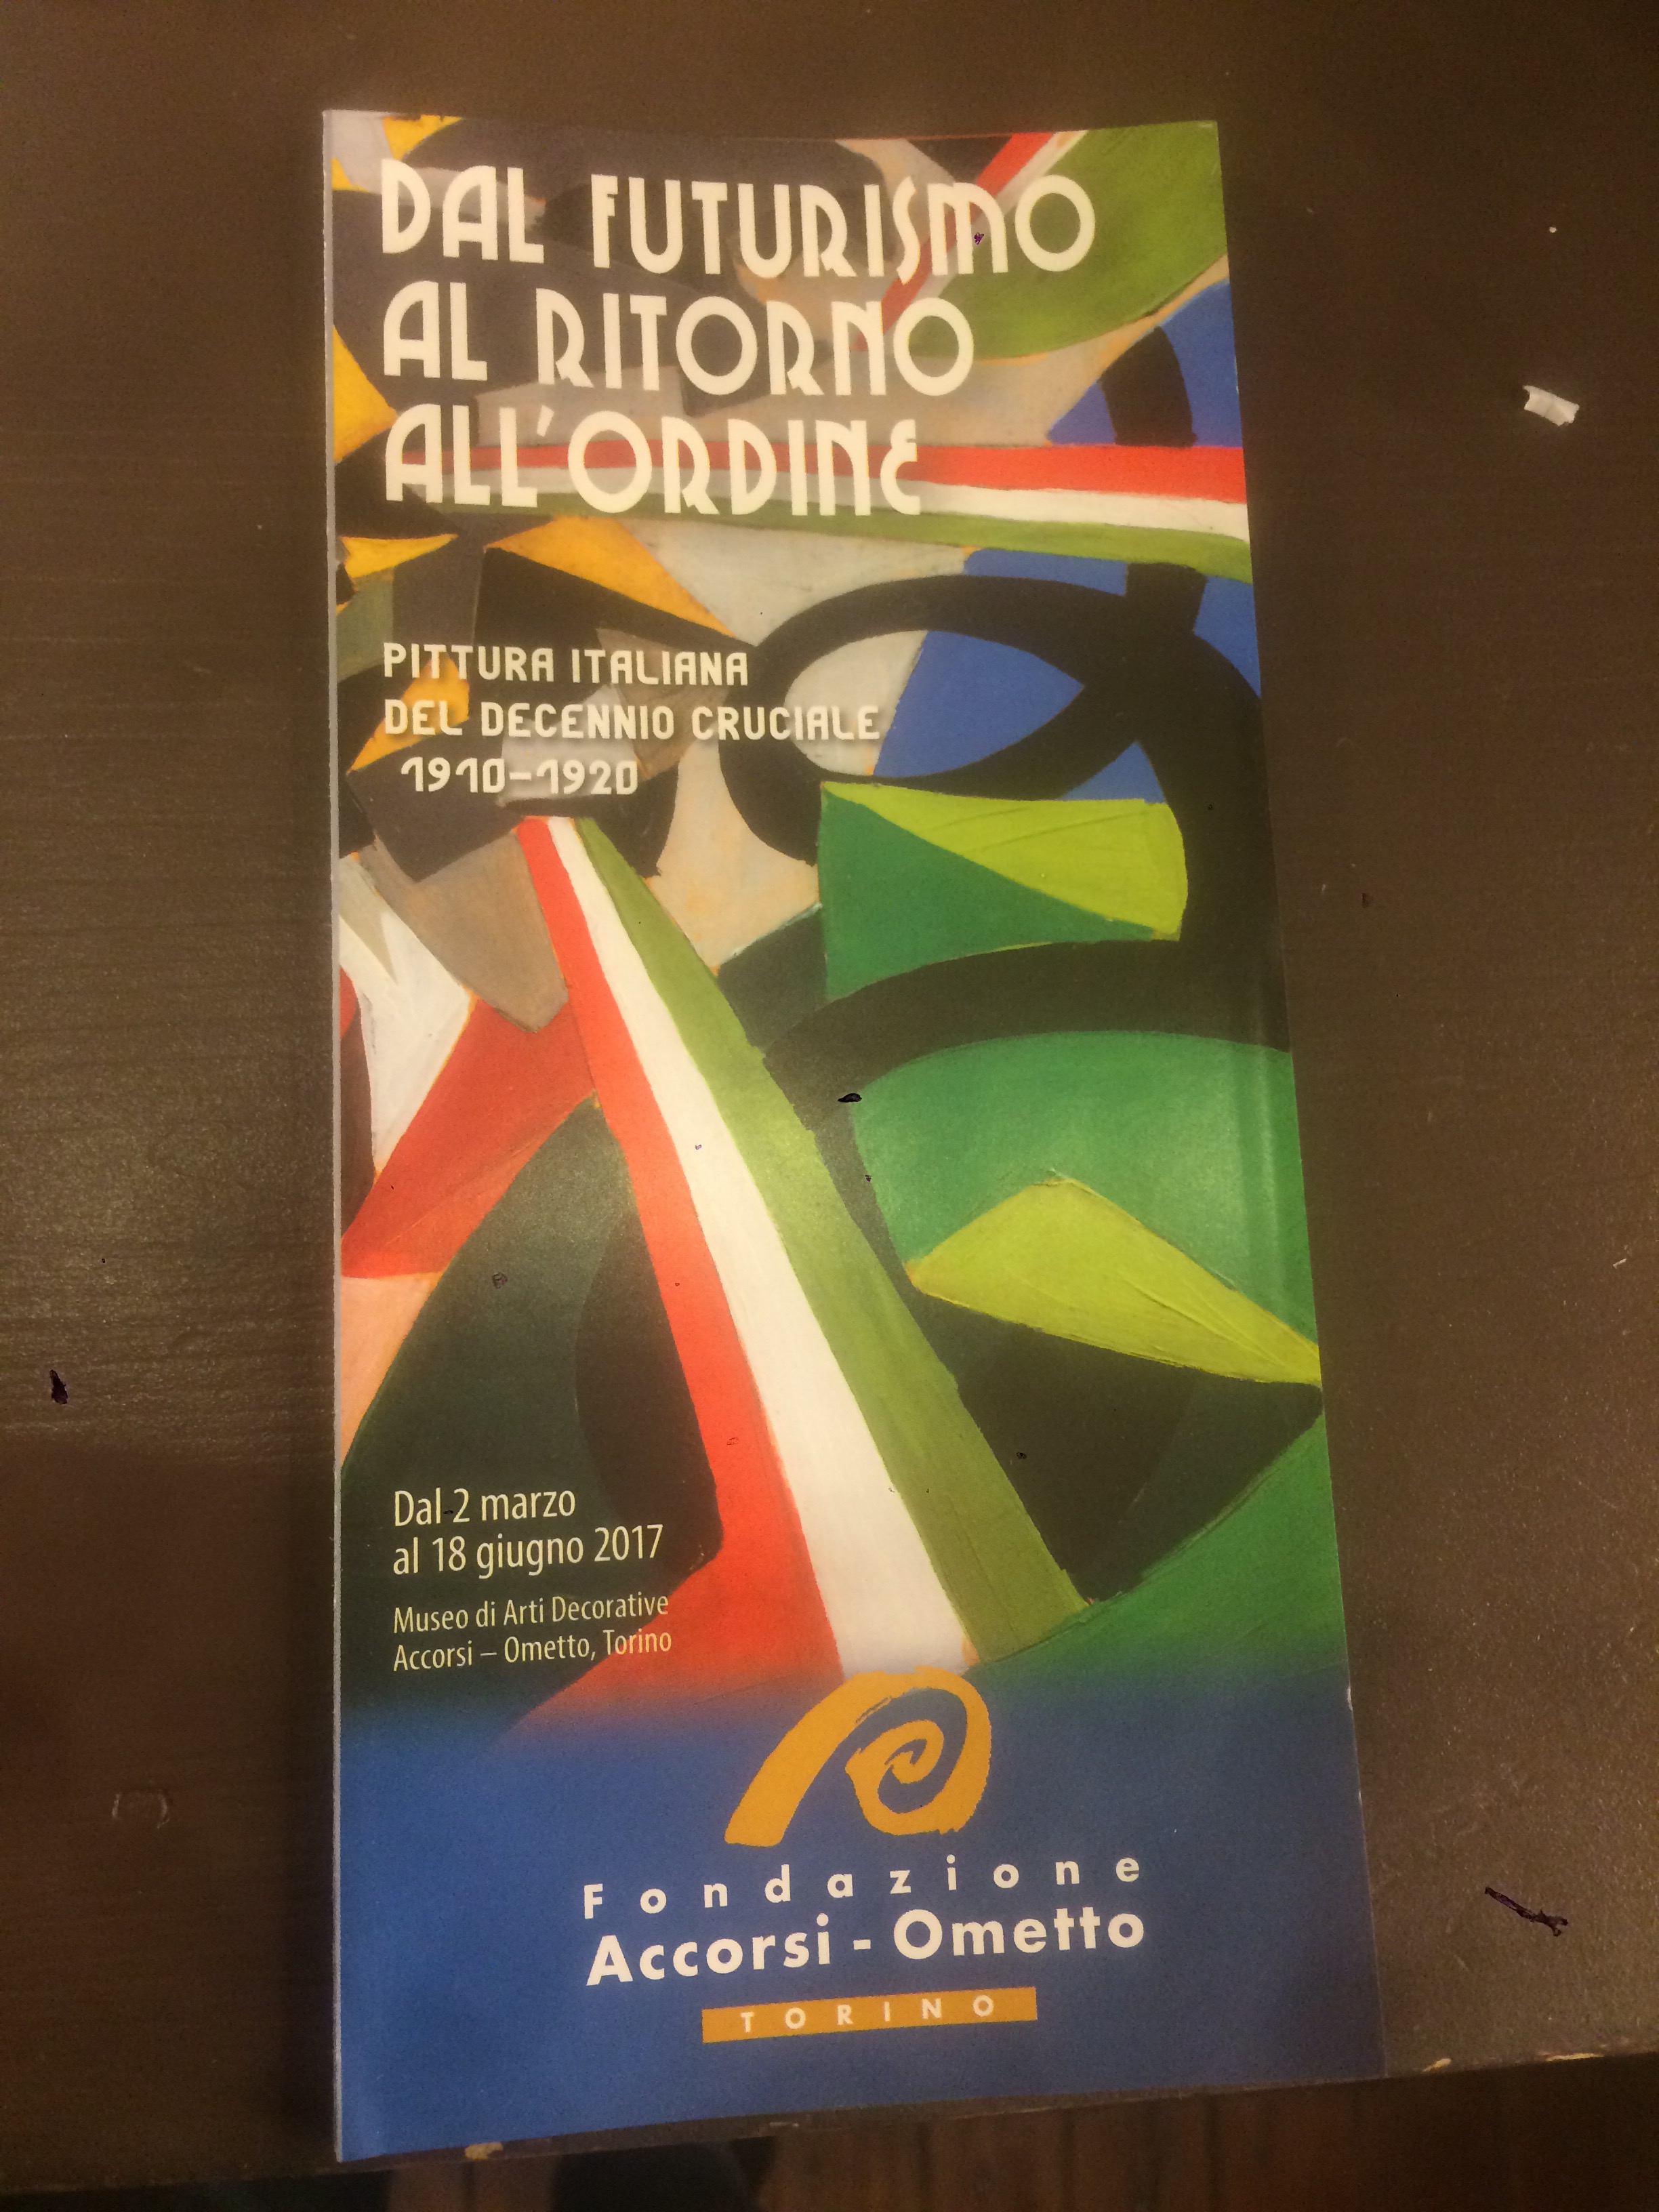 DAL FUTURISMO
AL RITORNO
ALL'ORDINE
PITTURA ITALIANA
DEL DECENNIO CRUCIALE
1910-1920
Dal 2 marzo
al 18 giugno 2017
Museo di Arti Decorative
Accorsi – Ometto, Torino
Fondazione
Accorsi - Ometto
TORINO